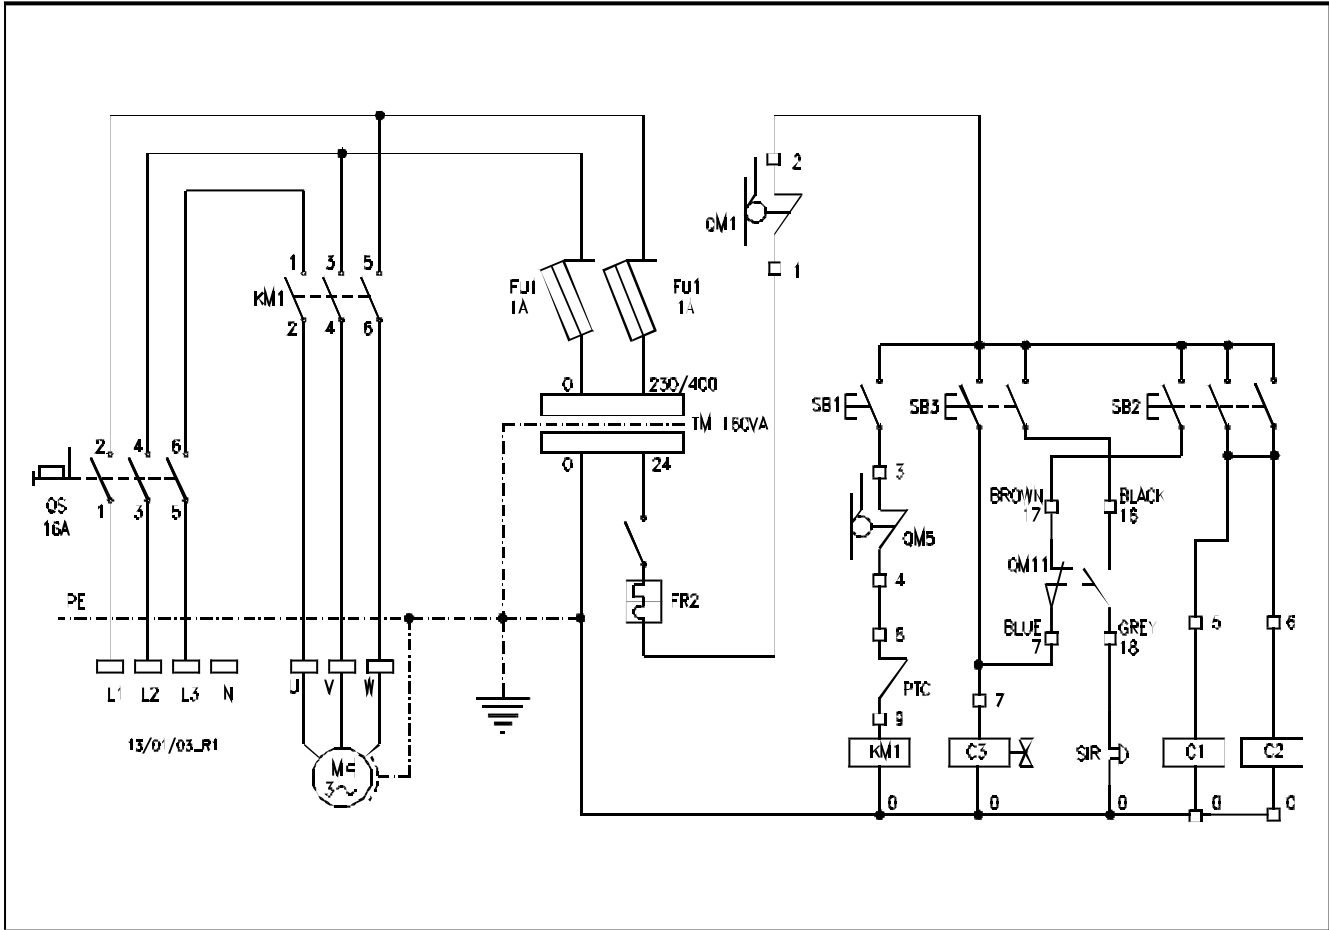 2
QM1
1
1 3 5
KM1
2 4 6
FU1
1A
FU1
1A
0 230/400
TM 160VA
0 24
SB1
SB3
SB2
2 4 6
QS
16A
1 3 5
3
QM5
4
BROWN
17
BLACK
16
QM11
FR2
PE
6
BLUE
7
GREY
18
5
6
PTC
7
9
L1 L2 L3 N
U V W
13/01/03_R1
M
3~
KM1
C3
SIR
C1
C2
0 0 0 0 0